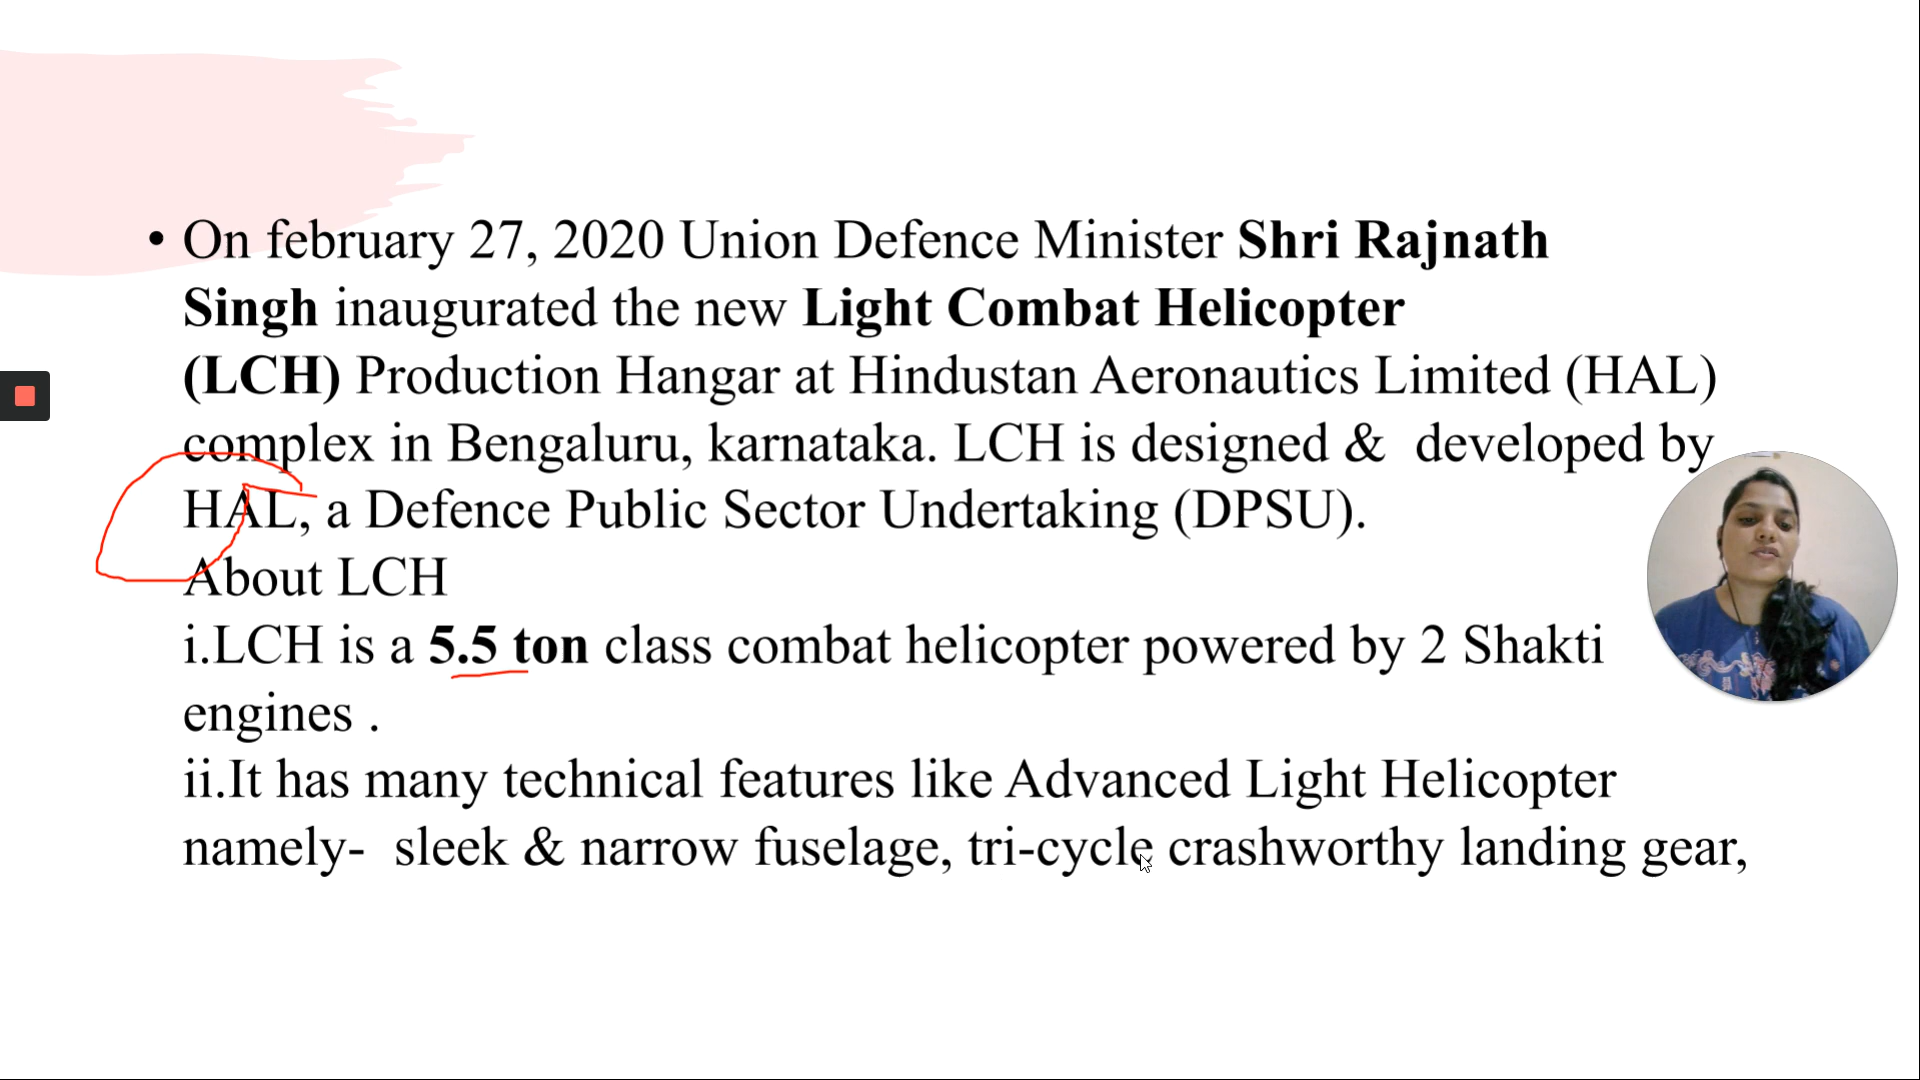 • On february 27, 2020 Union Defence Minister Shri Rajnath
Singh inaugurated the new Light Combat Helicopter
(LCH) Production Hangar at Hindustan Aeronautics Limited (HAL)
complex in Bengaluru, karnataka. LCH is designed &  developed by
HAL, a Defence Public Sector Undertaking (DPSU).
About LCH
i.LCH is a 5.5 ton class combat helicopter powered by 2 Shakti
engines .
ii.It has many technical features like Advanced Light Helicopter
namely-  sleek & narrow fuselage, tri-cycle crashworthy landing gear,